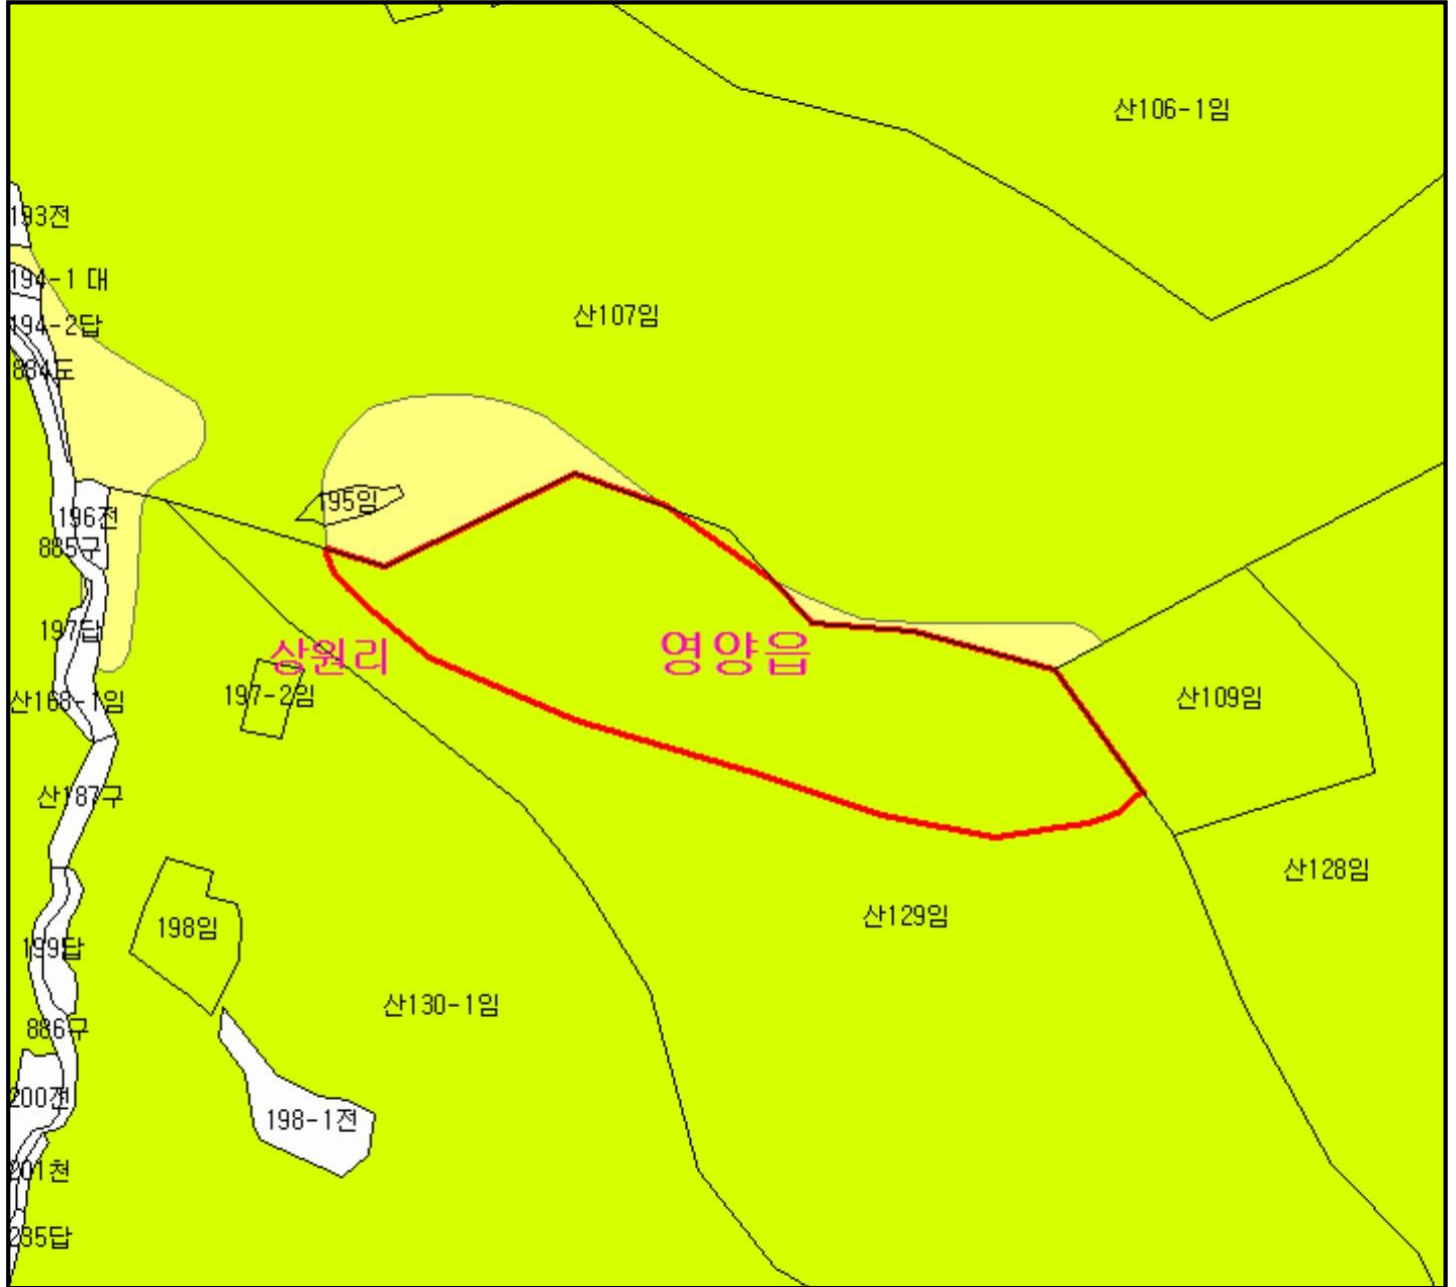 산106-1임
193전
194-1 대
산107임
194-2답
884도
195임
196전
885구
197답
상원리
영양읍
197-2임
산168-1임
산109임
산187구
산128임
산129임
198임
199답
산130-1임
886구
200전
198-1전
201천
235답